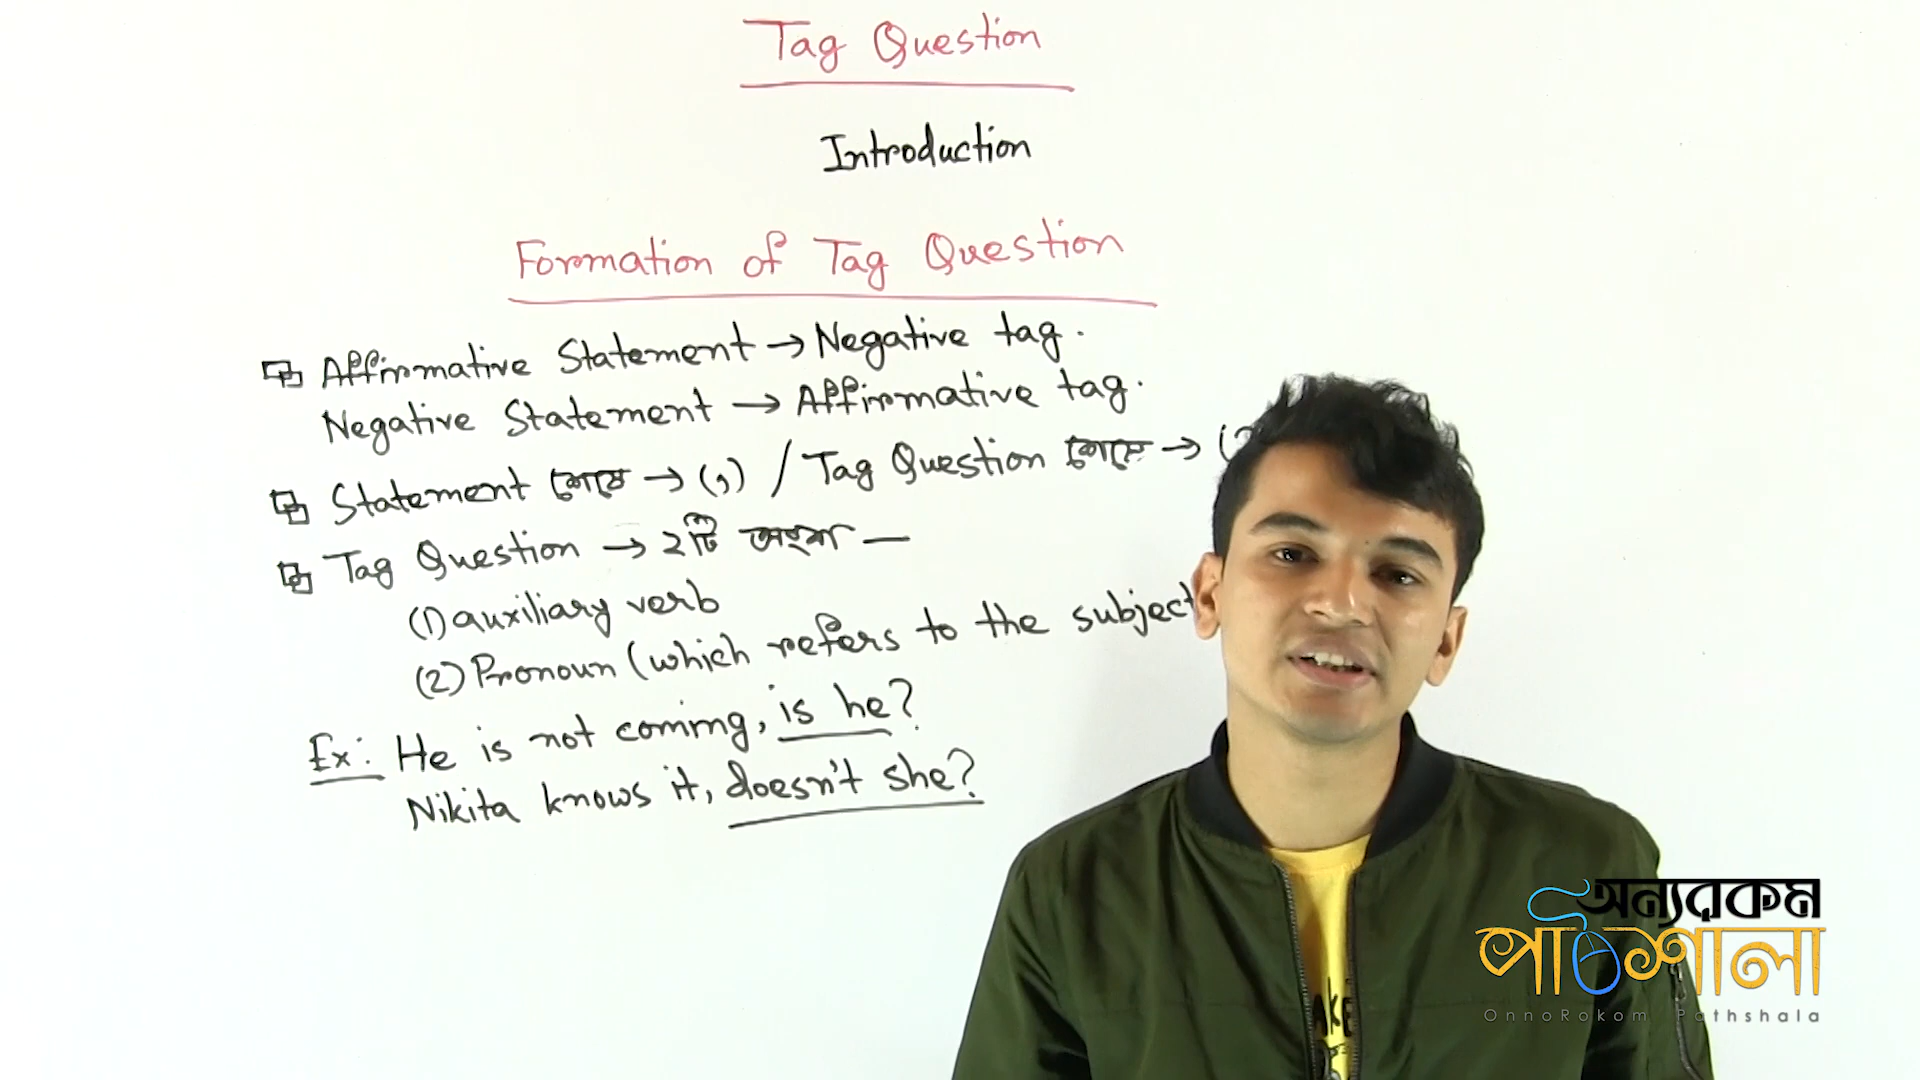 Tag Question
Introduction
Formation of Tag Question
Affirmative Statement → Negative tag.
Negative Statement → Affirmative tag.
Statement শেষে → (,) / Tag Question শেষে → (?
Tag Question → ২টি অংশ —
(1) auxiliary verb
(2) Pronoun (which refers to the subject
Ex: He is not coming, is he?
Nikita knows it, doesn't she?
অন্যরকম
পাঠশালা
OnnoRokom Pathshala